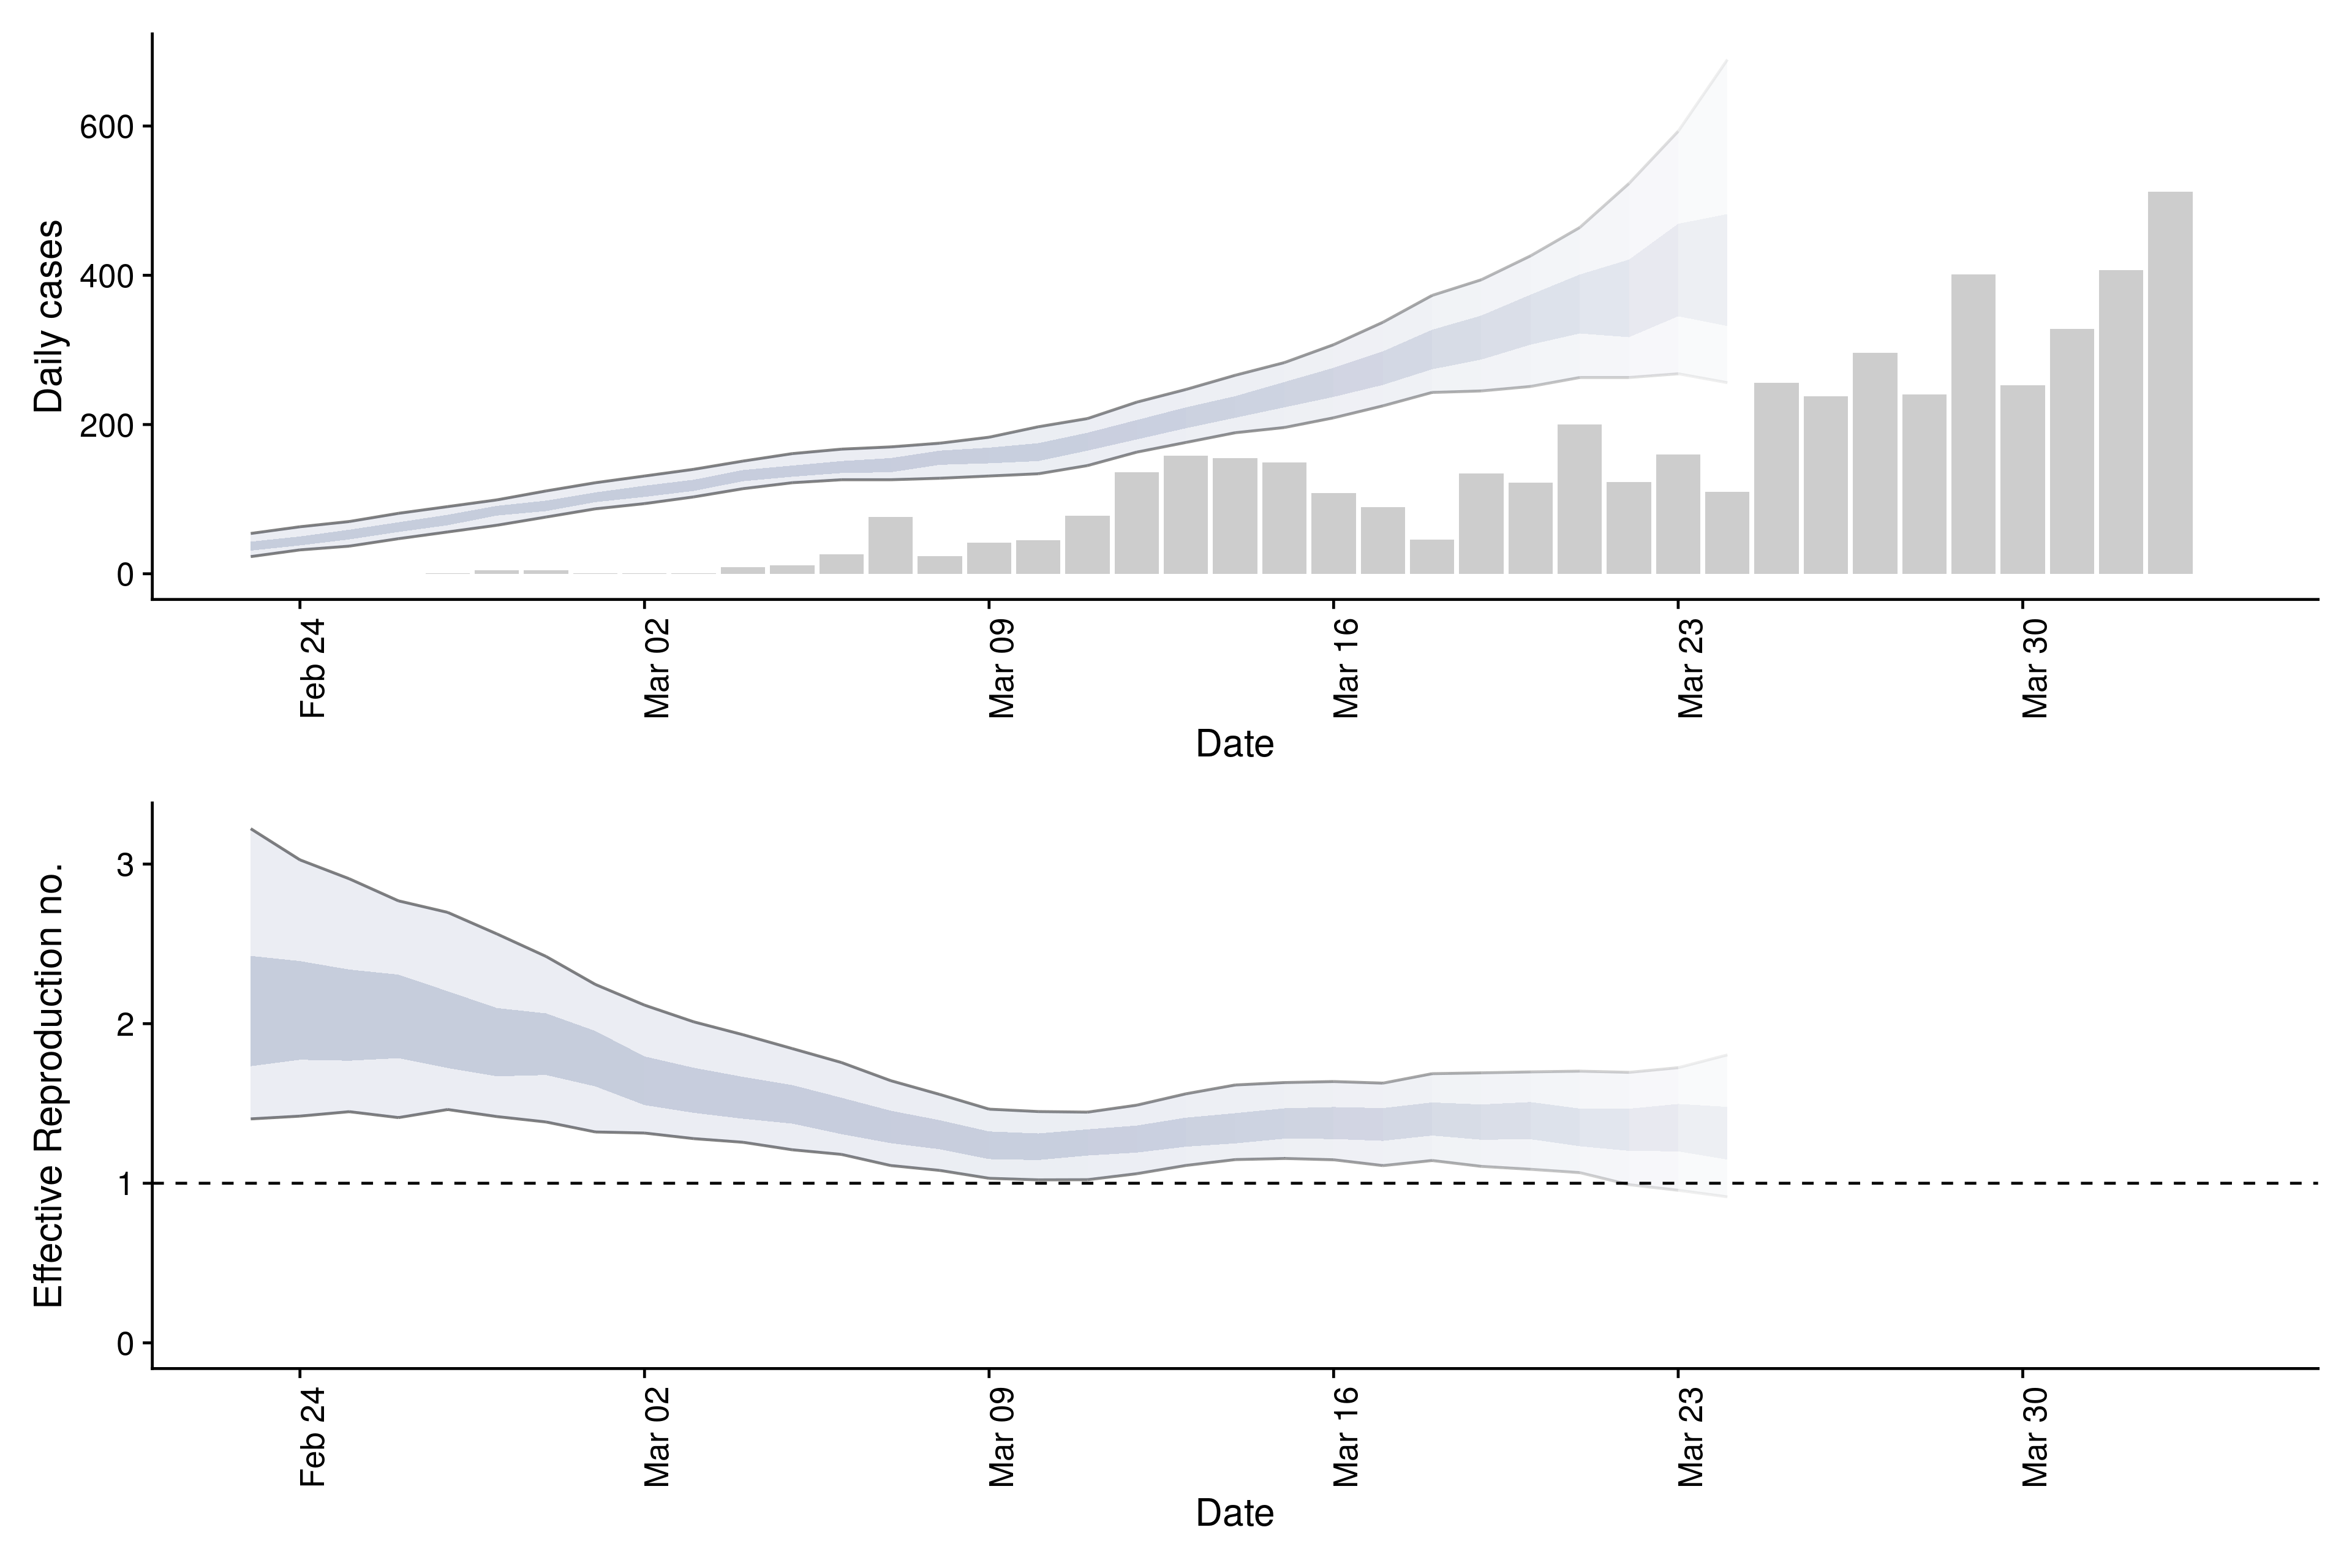 Daily cases
600
400
200
0
Feb 24
Mar 02
Mar 09
Mar 16
Mar 23
Mar 30
Date
Effective Reproduction no.
3
2
1
0
Feb 24
Mar 02
Mar 09
Mar 16
Mar 23
Mar 30
Date